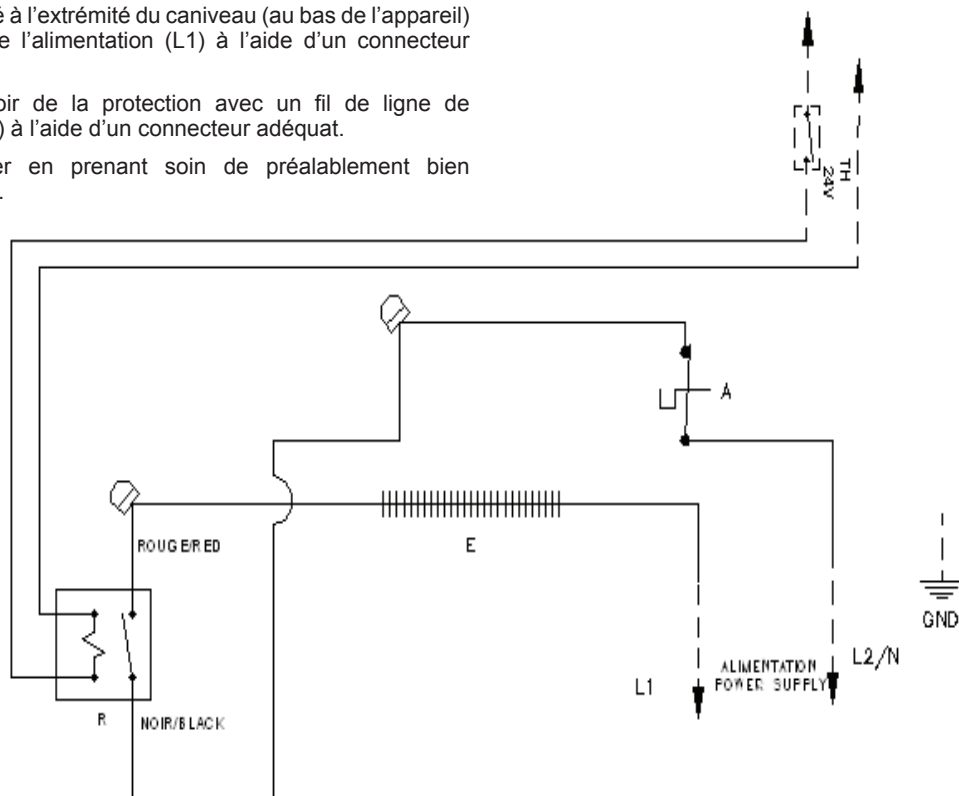 é à l'extrémité du caniveau (au bas de l'appareil)
e l'alimentation (L1) à l'aide d'un connecteur
oir de la protection avec un fil de ligne de
) à l'aide d'un connecteur adéquat.
er en prenant soin de préalablement bien
.
TH
24V
A
ROUGE/RED
E
GND
L2/N
ALIMENTATION
POWER SUPPLY
L1
R
NOIR/BLACK